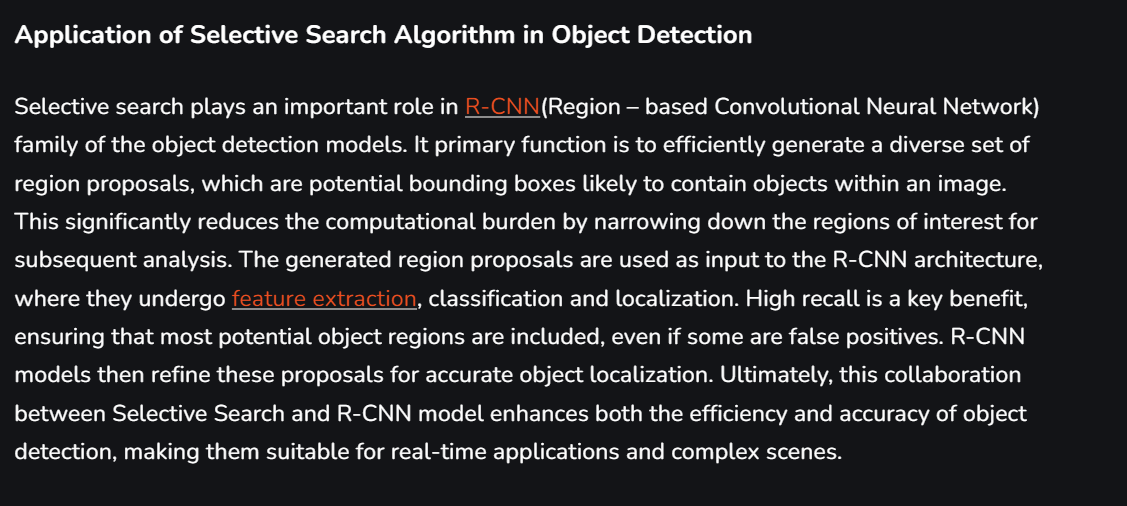 Application of Selective Search Algorithm in Object Detection
Selective search plays an important role in R-CNN(Region – based Convolutional Neural Network)
family of the object detection models. It primary function is to efficiently generate a diverse set of
region proposals, which are potential bounding boxes likely to contain objects within an image.
This significantly reduces the computational burden by narrowing down the regions of interest for
subsequent analysis. The generated region proposals are used as input to the R-CNN architecture,
where they undergo feature extraction, classification and localization. High recall is a key benefit,
ensuring that most potential object regions are included, even if some are false positives. R-CNN
models then refine these proposals for accurate object localization. Ultimately, this collaboration
between Selective Search and R-CNN model enhances both the efficiency and accuracy of object
detection, making them suitable for real-time applications and complex scenes.